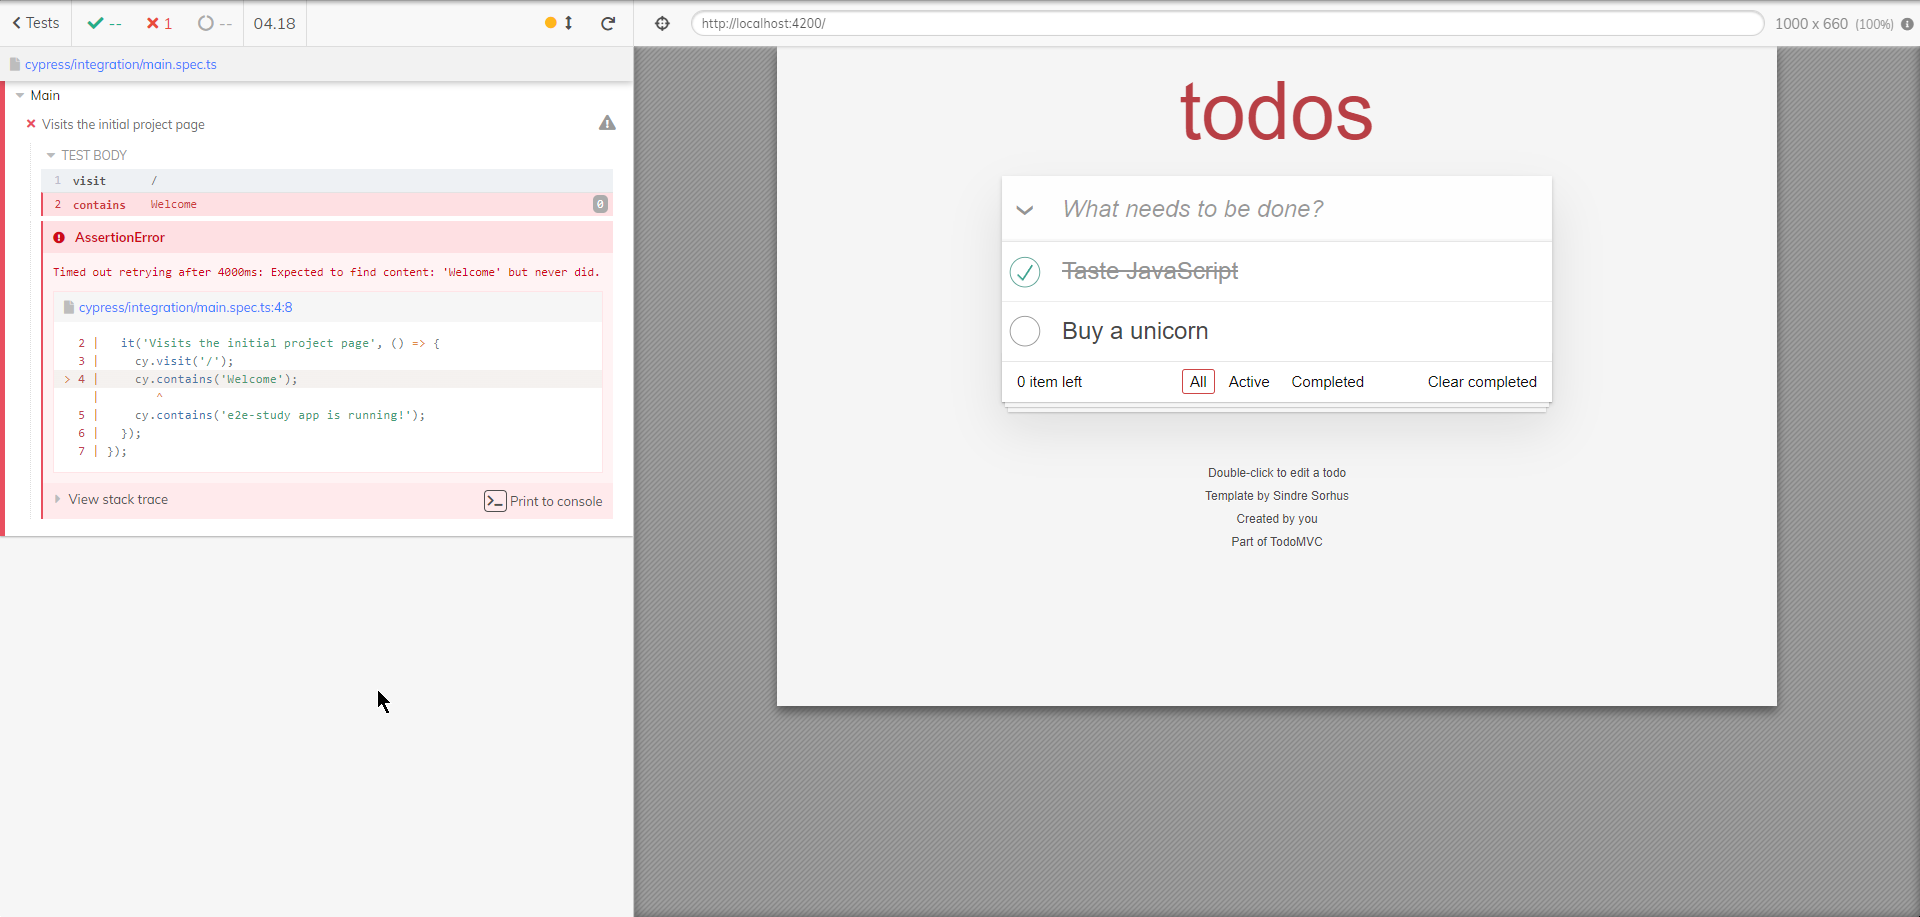 Tests
--
1
--
04.18
http://localhost:4200/
1000 x 660 (100%)
cypress/integration/main.spec.ts
Main
Visits the initial project page
TEST BODY
1 visit /
2 contains Welcome 0
AssertionError
Timed out retrying after 4000ms: Expected to find content: 'Welcome' but never did.
cypress/integration/main.spec.ts:4:8
2 | it('Visits the initial project page', () => {
3 | cy.visit('/');
> 4 | cy.contains('Welcome');
| ^
5 | cy.contains('e2e-study app is running!');
6 | });
7 | });
View stack trace
Print to console
todos
What needs to be done?
Taste JavaScript
Buy a unicorn
0 item left
All
Active
Completed
Clear completed
Double-click to edit a todo
Template by Sindre Sorhus
Created by you
Part of TodoMVC